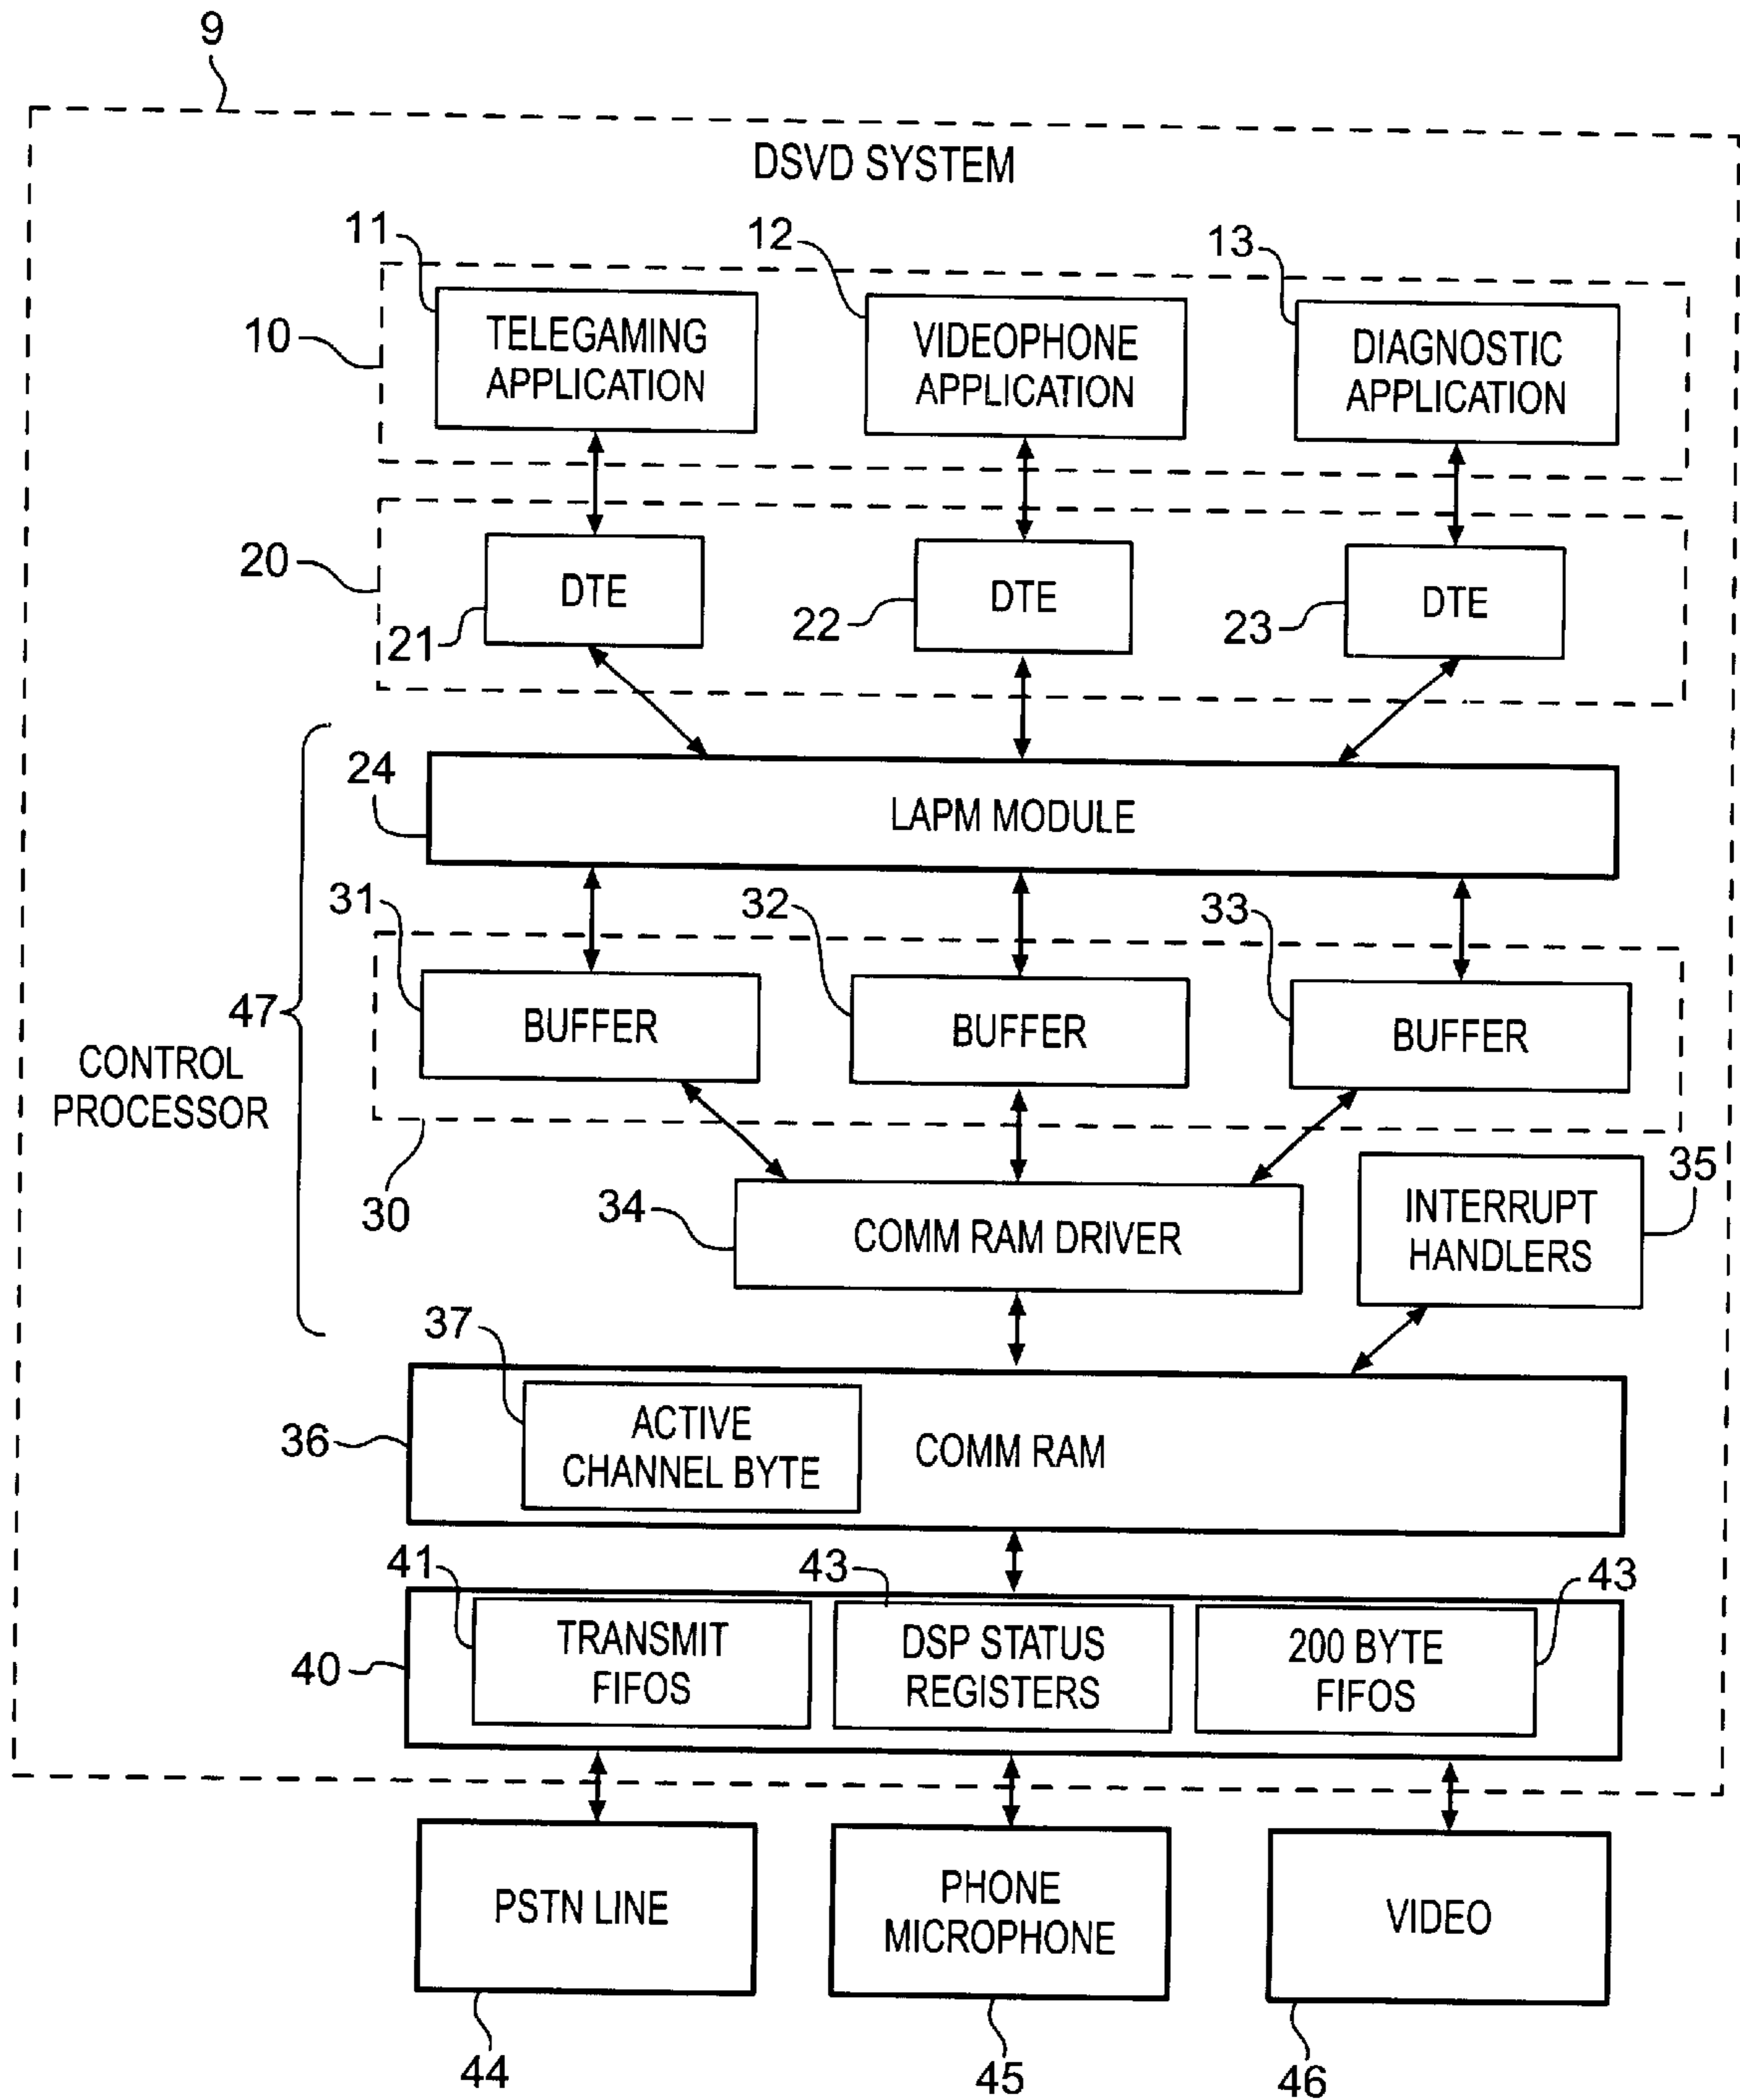 9
DSVD SYSTEM
11
12
13
10
TELEGAMING
APPLICATION
VIDEOPHONE
APPLICATION
DIAGNOSTIC
APPLICATION
20
DTE
DTE
DTE
21
22
23
24
LAPM MODULE
31
32
33
47
BUFFER
BUFFER
BUFFER
CONTROL
PROCESSOR
30
34
COMM RAM DRIVER
35
INTERRUPT
HANDLERS
37
36
ACTIVE
CHANNEL BYTE
COMM RAM
41
43
43
40
TRANSMIT
FIFOS
DSP STATUS
REGISTERS
200 BYTE
FIFOS
PSTN LINE
PHONE
MICROPHONE
VIDEO
44
45
46